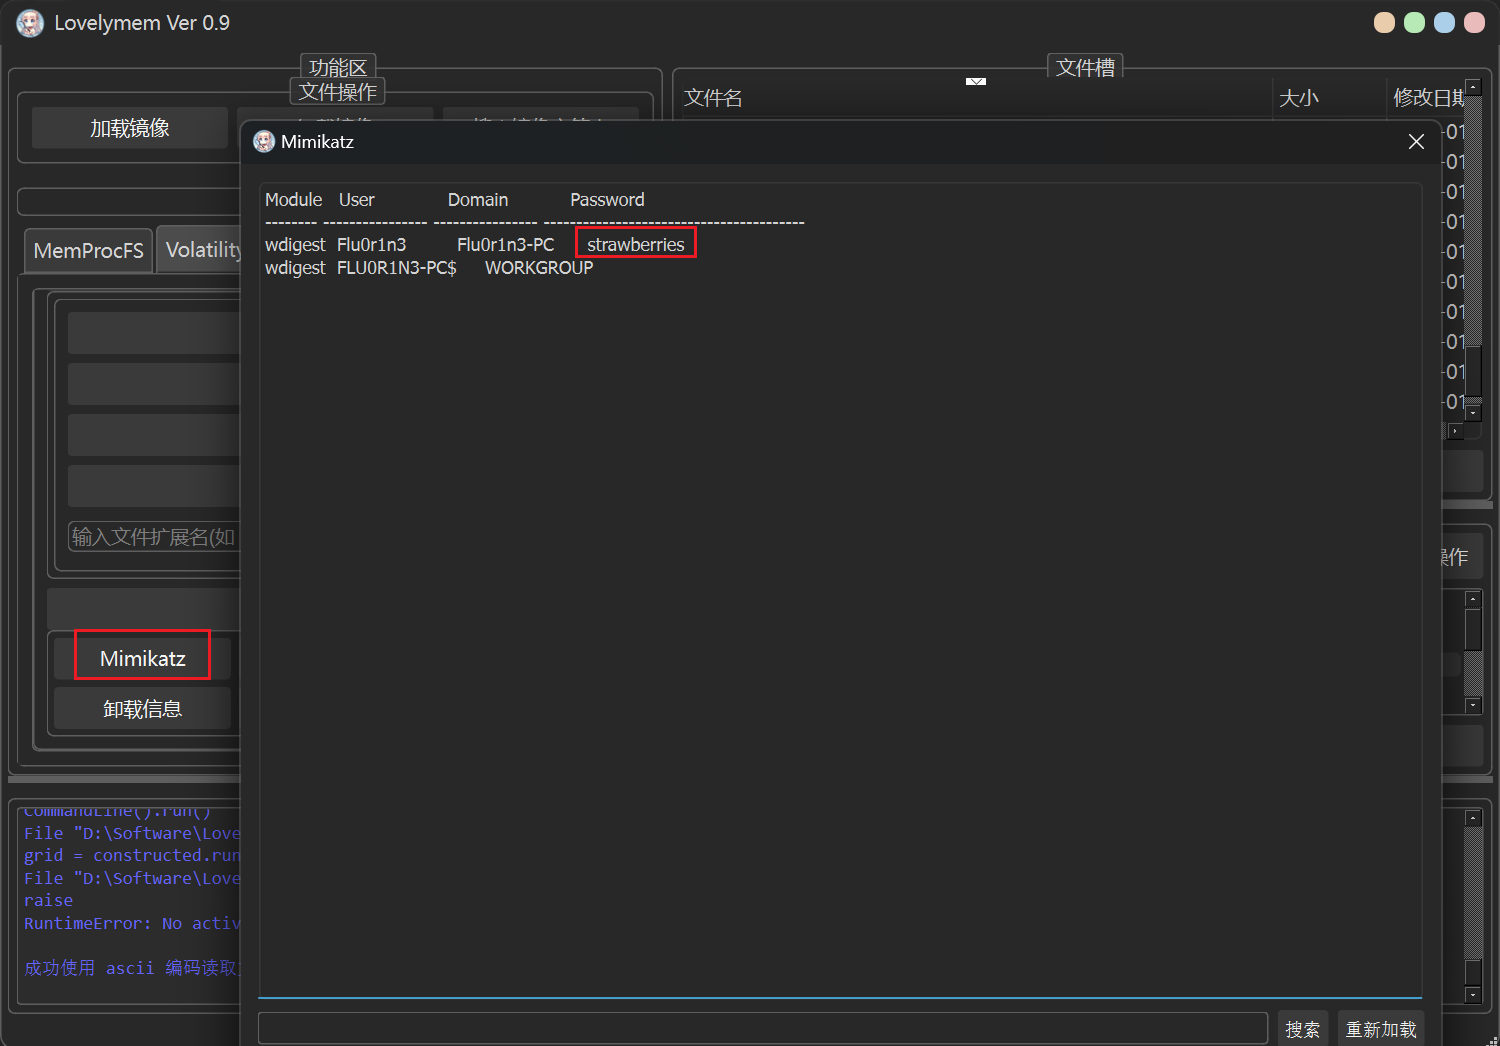 Lovelymem Ver 0.9
功能区
文件操作
加载镜像
文件槽
文件名 大小 修改日期
Mimikatz
Module User Domain Password
-------- ---------------- ---------------- ----------------------------------------
wdigest Flu0r1n3 Flu0r1n3-PC strawberries
wdigest FLU0R1N3-PC$ WORKGROUP
MemProcFS Volatility
-01
-01
-01
-01
-01
-01
-01
-01
-01
-01
输入文件扩展名(如
操作
Mimikatz
卸载信息
CommandLine().run()
File "D:\Software\Love
grid = constructed.run
File "D:\Software\Love
raise
RuntimeError: No activ
成功使用 ascii 编码读取
搜索 重新加载